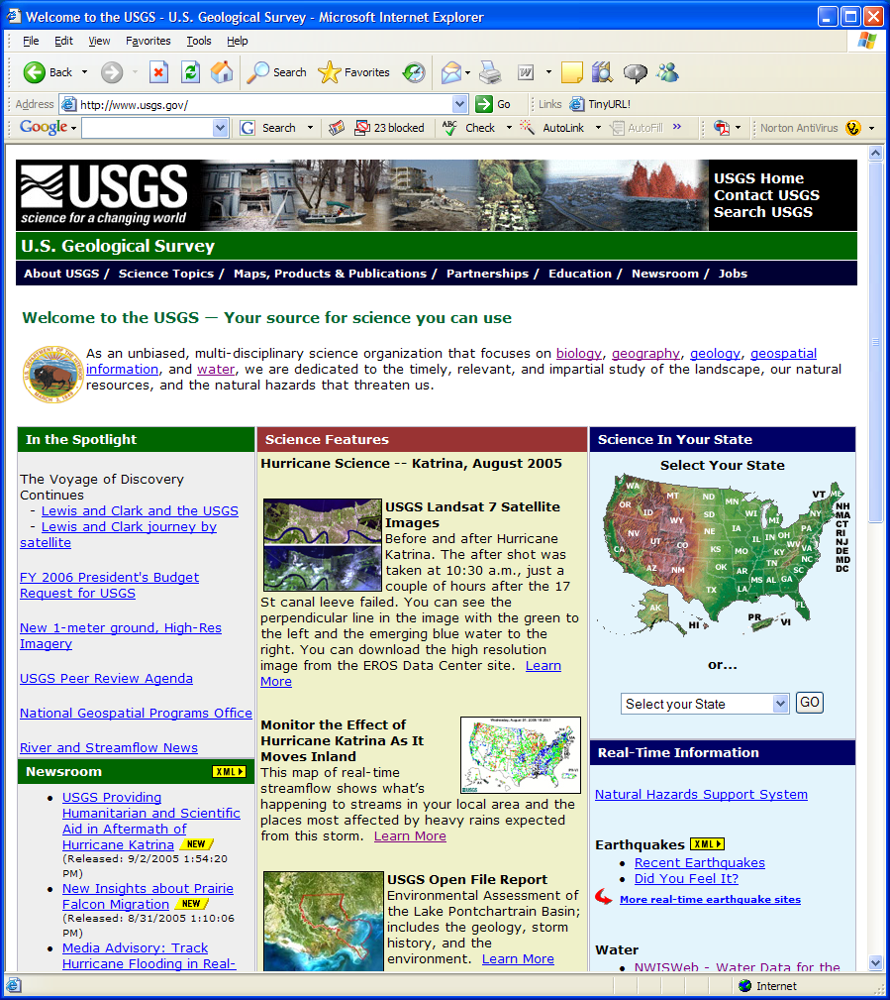 Welcome to the USGS - U.S. Geological Survey - Microsoft Internet Explorer
File Edit View Favorites Tools Help
Back Search Favorites
Address http://www.usgs.gov/ Go Links TinyURL!
Google Search 23 blocked Check AutoLink AutoFill » Norton AntiVirus
USGS
science for a changing world
USGS Home
Contact USGS
Search USGS
U.S. Geological Survey
About USGS / Science Topics / Maps, Products & Publications / Partnerships / Education / Newsroom / Jobs
Welcome to the USGS — Your source for science you can use
As an unbiased, multi-disciplinary science organization that focuses on biology, geography, geology, geospatial
information, and water, we are dedicated to the timely, relevant, and impartial study of the landscape, our natural
resources, and the natural hazards that threaten us.
In the Spotlight
The Voyage of Discovery
Continues
- Lewis and Clark and the USGS
- Lewis and Clark journey by
satellite
FY 2006 President's Budget
Request for USGS
New 1-meter ground, High-Res
Imagery
USGS Peer Review Agenda
National Geospatial Programs Office
River and Streamflow News
Newsroom XML
USGS Providing
Humanitarian and Scientific
Aid in Aftermath of
Hurricane Katrina NEW
(Released: 9/2/2005 1:54:20
PM)
New Insights about Prairie
Falcon Migration NEW
(Released: 8/31/2005 1:10:06
PM)
Media Advisory: Track
Hurricane Flooding in Real-
Science Features
Hurricane Science -- Katrina, August 2005
USGS Landsat 7 Satellite
Images
Before and after Hurricane
Katrina. The after shot was
taken at 10:30 a.m., just a
couple of hours after the 17
St canal leeve failed. You can see the
perpendicular line in the image with the green to
the left and the emerging blue water to the
right. You can download the high resolution
image from the EROS Data Center site. Learn
More
Monitor the Effect of
Hurricane Katrina As It
Moves Inland
This map of real-time
streamflow shows what's
happening to streams in your local area and the
places most affected by heavy rains expected
from this storm. Learn More
USGS Open File Report
Environmental Assessment of
the Lake Pontchartrain Basin;
includes the geology, storm
history, and the
environment. Learn More
Science In Your State
Select Your State
WA MT ND MN VT ME
OR ID SD WI MI NY NH
WY IA MA
NV NE IL IN OH PA CT
CA UT CO KS MO WV VA RI
KY NJ
AZ NM OK AR TN NC DE
MS AL GA SC MD
TX LA DC
AK FL
HI PR VI
or...
Select your State GO
Real-Time Information
Natural Hazards Support System
Earthquakes XML
Recent Earthquakes
Did You Feel It?
More real-time earthquake sites
Water
NWISWeb - Water Data for the
Internet